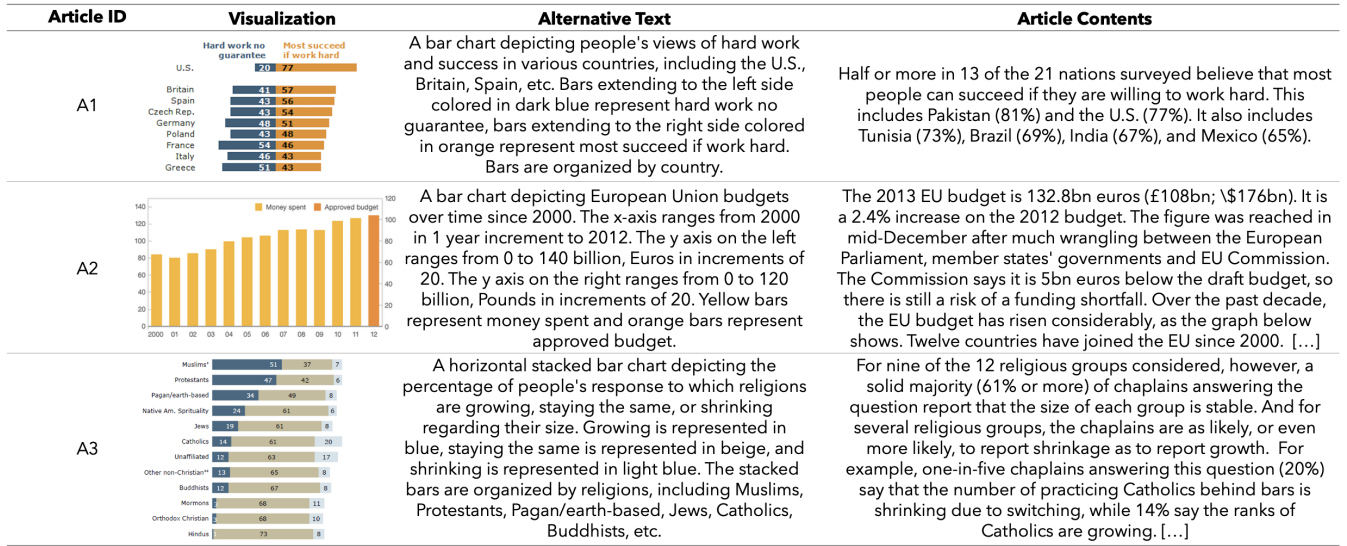 Article ID Visualization Alternative Text Article Contents
A1
Hard work no guarantee Most succeed if work hard
U.S. 20 77
Britain 41 57
Spain 43 56
Czech Rep. 43 54
Germany 48 51
Poland 43 48
France 54 46
Italy 46 43
Greece 51 43
A bar chart depicting people's views of hard work
and success in various countries, including the U.S.,
Britain, Spain, etc. Bars extending to the left side
colored in dark blue represent hard work no
guarantee, bars extending to the right side colored
in orange represent most succeed if work hard.
Bars are organized by country.
Half or more in 13 of the 21 nations surveyed believe that most
people can succeed if they are willing to work hard. This
includes Pakistan (81%) and the U.S. (77%). It also includes
Tunisia (73%), Brazil (69%), India (67%), and Mexico (65%).
A2
Money spent Approved budget
140
120
100
80
60
40
20
0
120
100
80
60
40
20
0
2000 01 02 03 04 05 06 07 08 09 10 11 12
A bar chart depicting European Union budgets
over time since 2000. The x-axis ranges from 2000
in 1 year increment to 2012. The y axis on the left
ranges from 0 to 140 billion, Euros in increments of
20. The y axis on the right ranges from 0 to 120
billion, Pounds in increments of 20. Yellow bars
represent money spent and orange bars represent
approved budget.
The 2013 EU budget is 132.8bn euros (£108bn; \$176bn). It is
a 2.4% increase on the 2012 budget. The figure was reached in
mid-December after much wrangling between the European
Parliament, member states' governments and EU Commission.
The Commission says it is 5bn euros below the draft budget, so
there is still a risk of a funding shortfall. Over the past decade,
the EU budget has risen considerably, as the graph below
shows. Twelve countries have joined the EU since 2000. […]
A3
Muslims* 51 37 7
Protestants 47 42 6
Pagan/earth-based 34 49 8
Native Am. Sprituality 24 61 6
Jews 19 61 8
Catholics 14 61 20
Unaffiliated 12 63 17
Other non-Christian** 13 65 8
Buddhists 12 67 8
Mormons 68 11
Orthodox Christian 68 10
Hindus 73 8
A horizontal stacked bar chart depicting the
percentage of people's response to which religions
are growing, staying the same, or shrinking
regarding their size. Growing is represented in
blue, staying the same is represented in beige, and
shrinking is represented in light blue. The stacked
bars are organized by religions, including Muslims,
Protestants, Pagan/earth-based, Jews, Catholics,
Buddhists, etc.
For nine of the 12 religious groups considered, however, a
solid majority (61% or more) of chaplains answering the
question report that the size of each group is stable. And for
several religious groups, the chaplains are as likely, or even
more likely, to report shrinkage as to report growth. For
example, one-in-five chaplains answering this question (20%)
say that the number of practicing Catholics behind bars is
shrinking due to switching, while 14% say the ranks of
Catholics are growing. […]